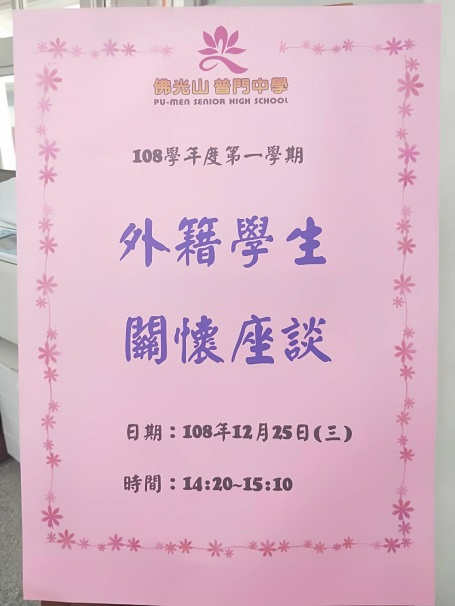 佛光山 普門中學
PU-MEN SENIOR HIGH SCHOOL
108學年度第一學期
外籍學生
關懷座談
日期：108年12月25日(三)
時間：14:20~15:10